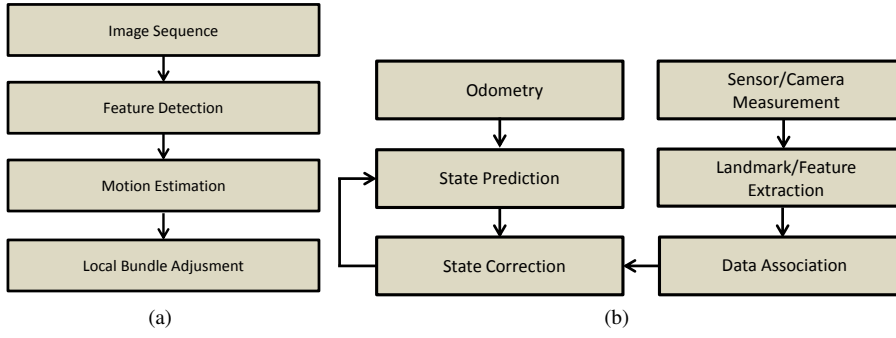 Image Sequence
Feature Detection
Motion Estimation
Local Bundle Adjusment
(a)
Odometry
State Prediction
State Correction
Sensor/Camera
Measurement
Landmark/Feature
Extraction
Data Association
(b)